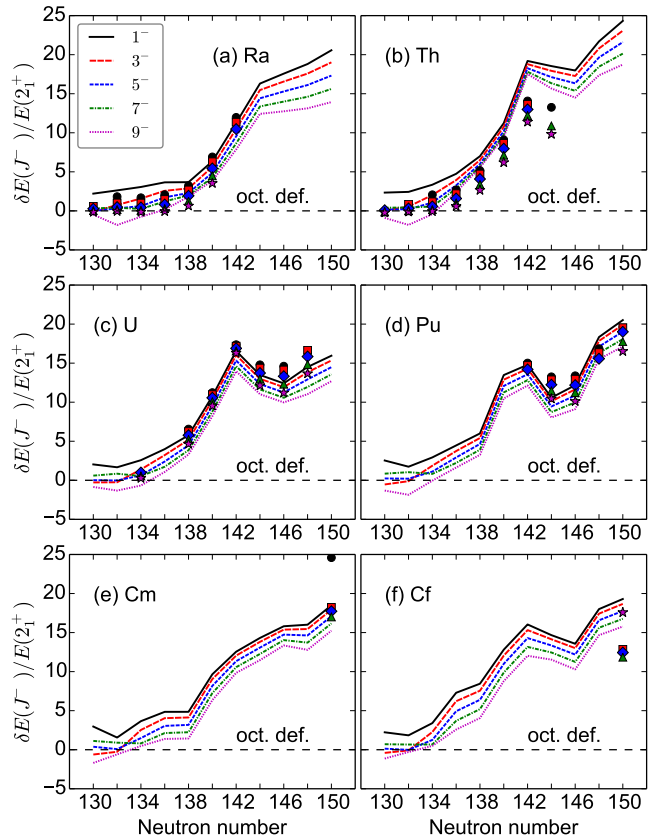 25
20
15
10
5
0
−5
δE(J⁻)/E(2₁⁺)
1⁻
3⁻
5⁻
7⁻
9⁻
(a) Ra
oct. def.
130 134 138 142 146 150
(b) Th
oct. def.
130 134 138 142 146 150
25
20
15
10
5
0
−5
δE(J⁻)/E(2₁⁺)
(c) U
oct. def.
130 134 138 142 146 150
(d) Pu
oct. def.
130 134 138 142 146 150
25
20
15
10
5
0
−5
δE(J⁻)/E(2₁⁺)
(e) Cm
oct. def.
130 134 138 142 146 150
Neutron number
(f) Cf
oct. def.
130 134 138 142 146 150
Neutron number